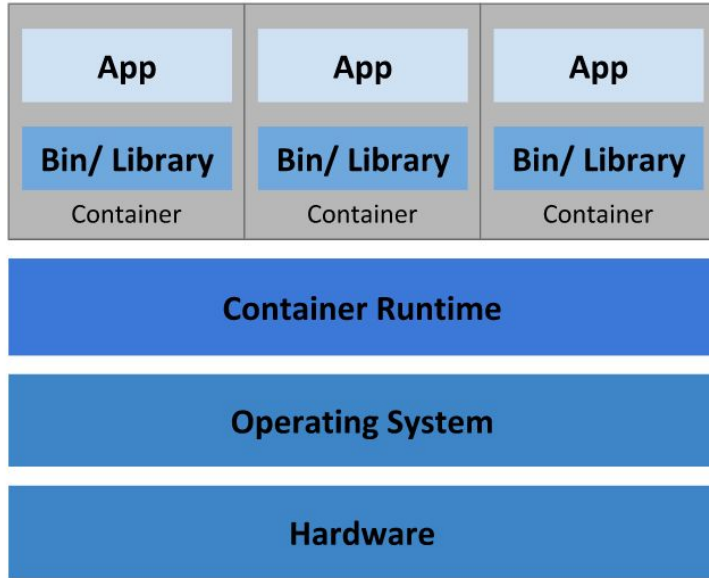 App App App
Bin/ Library Bin/ Library Bin/ Library
Container Container Container
Container Runtime
Operating System
Hardware